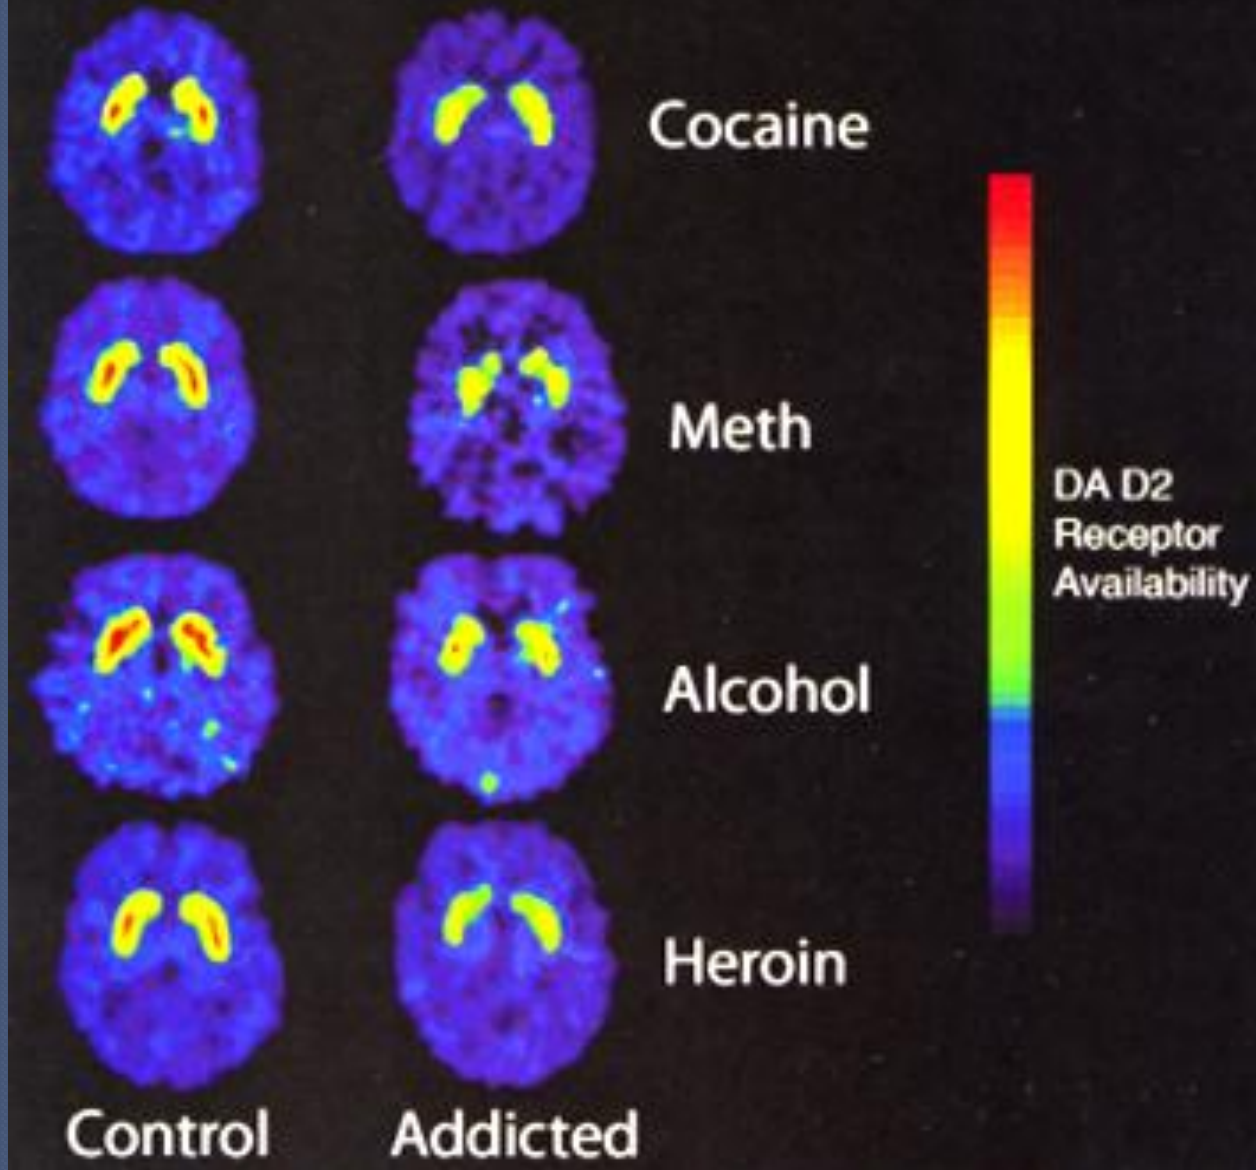 Cocaine
Meth
DA D2
Receptor
Availability
Alcohol
Heroin
Control Addicted